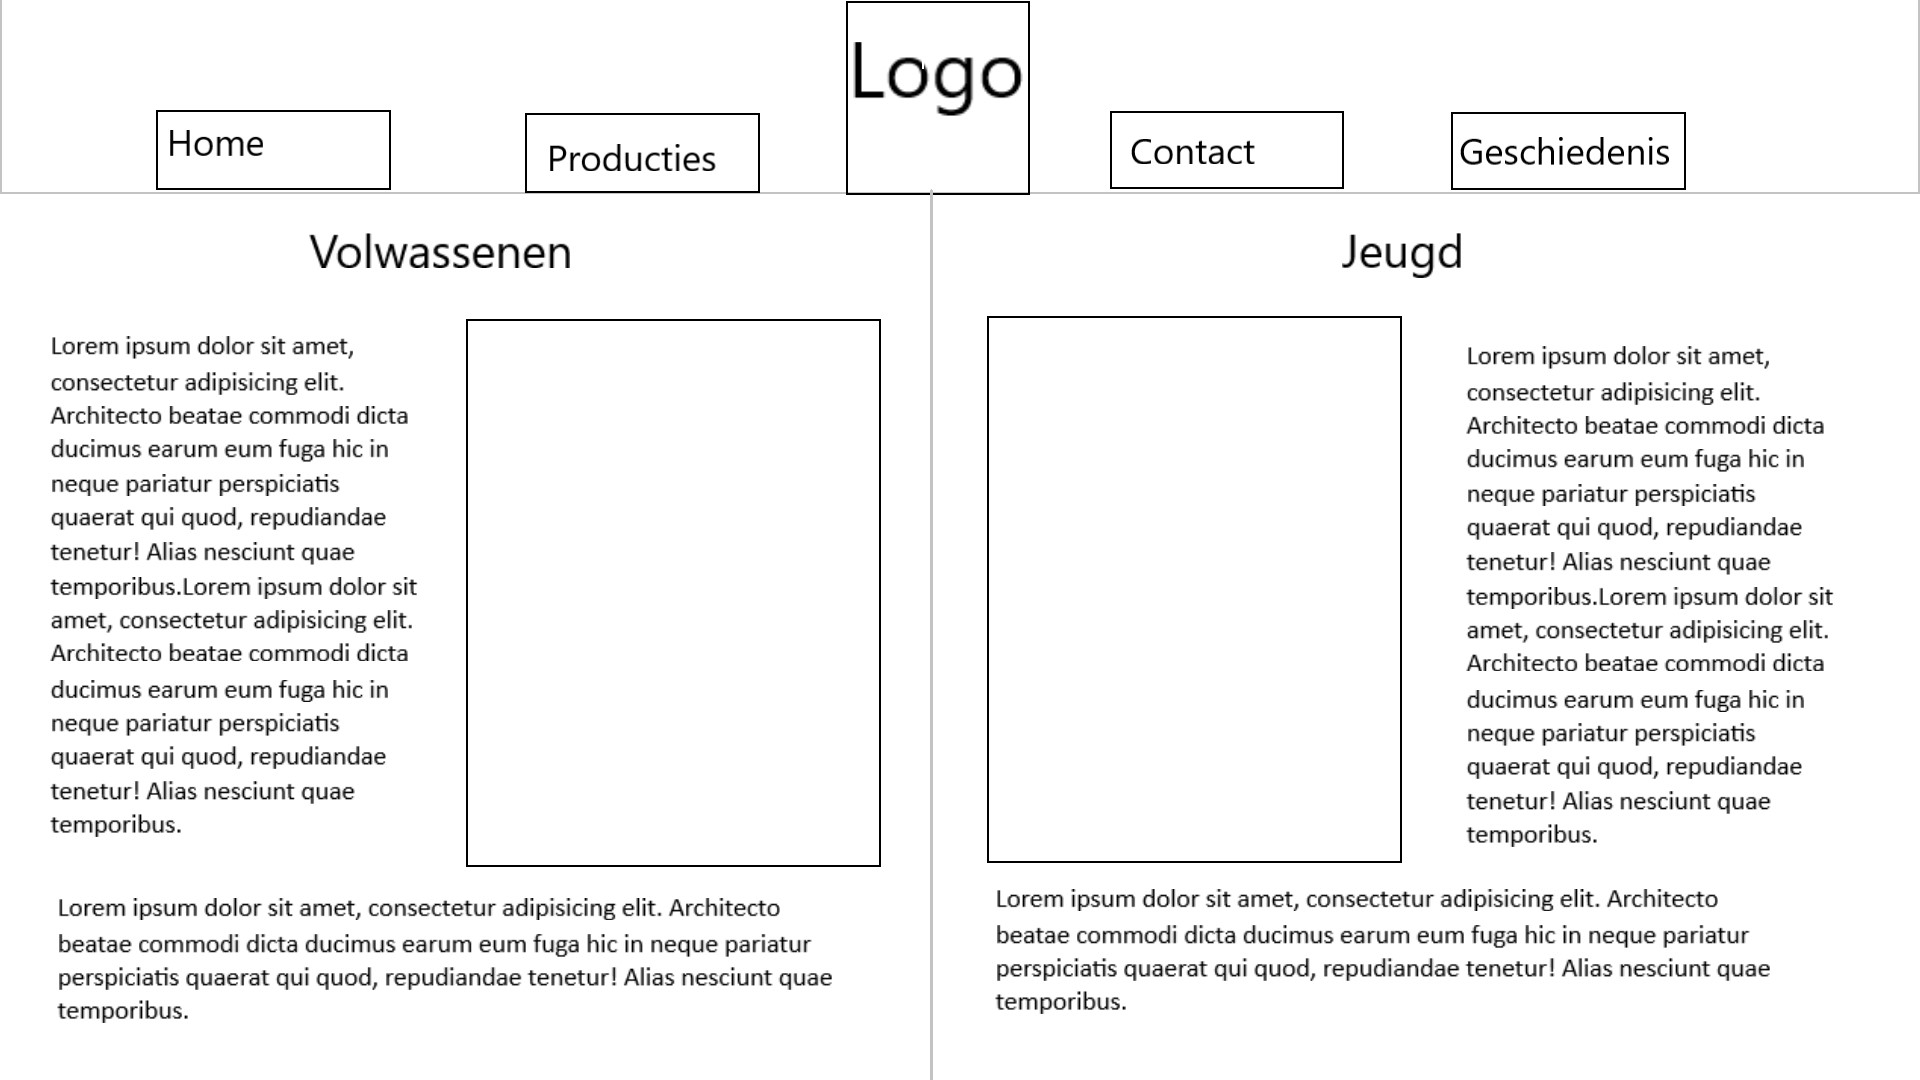 Logo
Home
Producties
Contact
Geschiedenis
Volwassenen
Lorem ipsum dolor sit amet,
consectetur adipisicing elit.
Architecto beatae commodi dicta
ducimus earum eum fuga hic in
neque pariatur perspiciatis
quaerat qui quod, repudiandae
tenetur! Alias nesciunt quae
temporibus.Lorem ipsum dolor sit
amet, consectetur adipisicing elit.
Architecto beatae commodi dicta
ducimus earum eum fuga hic in
neque pariatur perspiciatis
quaerat qui quod, repudiandae
tenetur! Alias nesciunt quae
temporibus.
Lorem ipsum dolor sit amet, consectetur adipisicing elit. Architecto
beatae commodi dicta ducimus earum eum fuga hic in neque pariatur
perspiciatis quaerat qui quod, repudiandae tenetur! Alias nesciunt quae
temporibus.
Jeugd
Lorem ipsum dolor sit amet,
consectetur adipisicing elit.
Architecto beatae commodi dicta
ducimus earum eum fuga hic in
neque pariatur perspiciatis
quaerat qui quod, repudiandae
tenetur! Alias nesciunt quae
temporibus.Lorem ipsum dolor sit
amet, consectetur adipisicing elit.
Architecto beatae commodi dicta
ducimus earum eum fuga hic in
neque pariatur perspiciatis
quaerat qui quod, repudiandae
tenetur! Alias nesciunt quae
temporibus.
Lorem ipsum dolor sit amet, consectetur adipisicing elit. Architecto
beatae commodi dicta ducimus earum eum fuga hic in neque pariatur
perspiciatis quaerat qui quod, repudiandae tenetur! Alias nesciunt quae
temporibus.